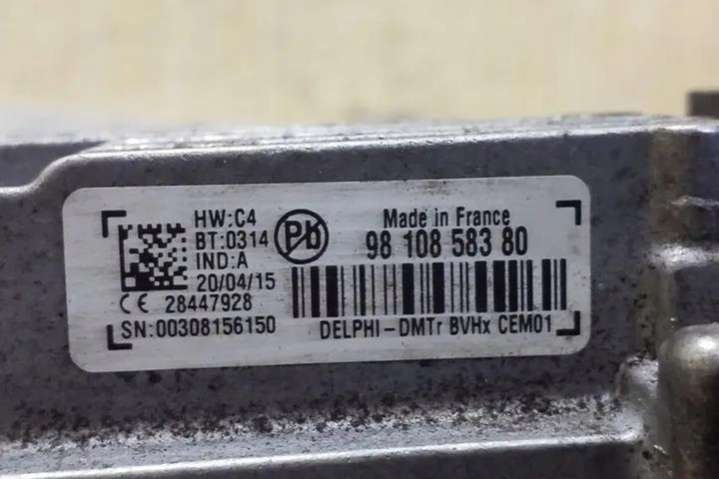 HW:C4
BT:0314
IND:A
20/04/15
CE 28447928
SN:00308156150
Pb
Made in France
98 108 583 80
DELPHI-DMTr BVHx CEM01